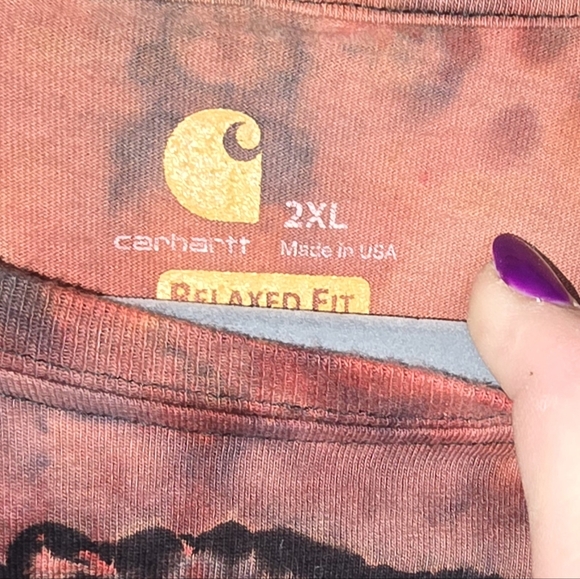 2XL
carhartt Made in USA
RELAXED FIT